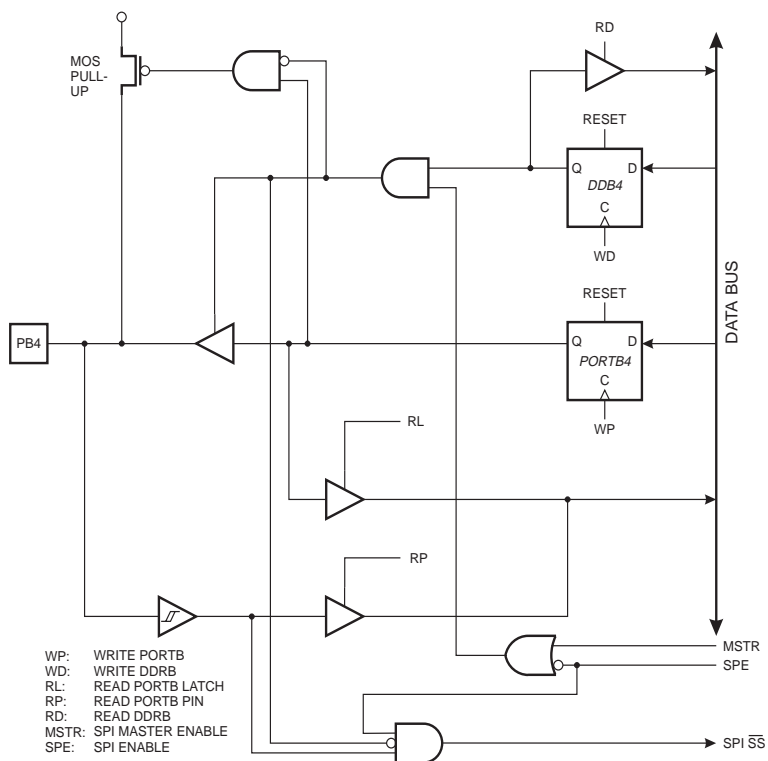 RD
MOS
PULL-
UP
RESET
Q
D
DDB4
C
WD
DATA BUS
RESET
PB4
Q
D
PORTB4
C
WP
RL
RP
MSTR
SPE
WP: WRITE PORTB
WD: WRITE DDRB
RL: READ PORTB LATCH
RP: READ PORTB PIN
RD: READ DDRB
MSTR: SPI MASTER ENABLE
SPE: SPI ENABLE
SPI S̅S̅